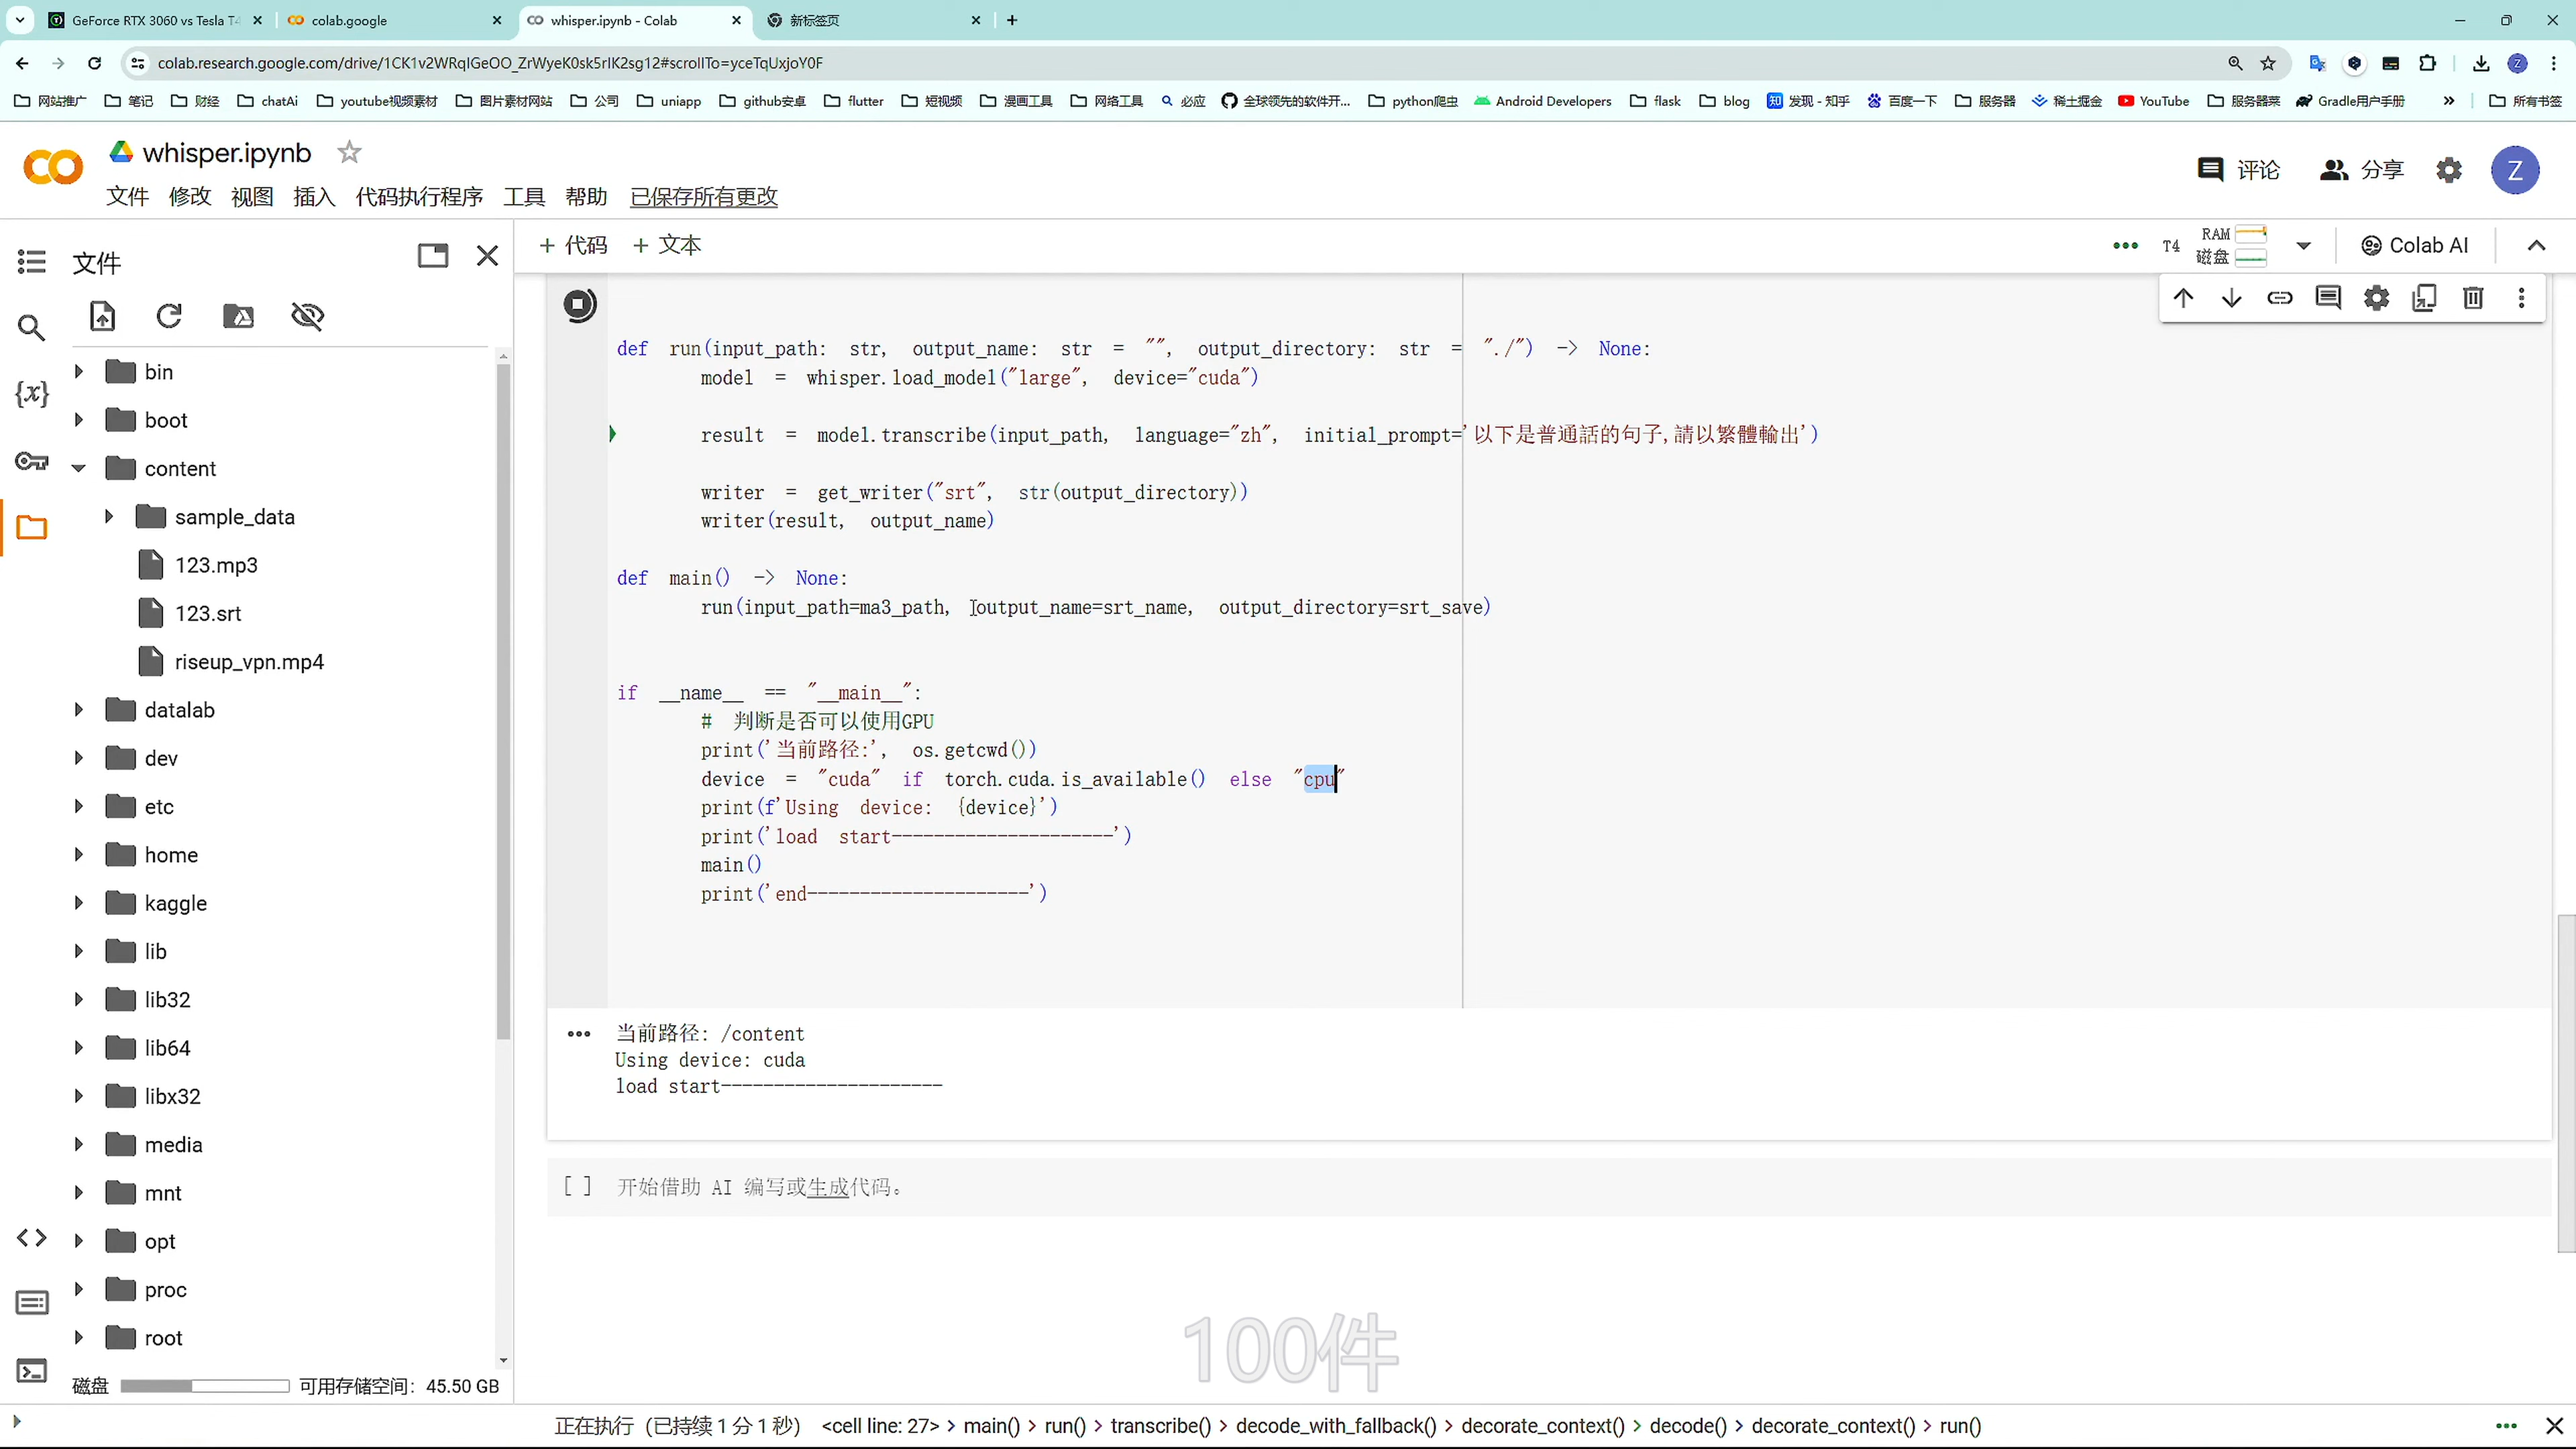 GeForce RTX 3060 vs Tesla T4
colab.google
whisper.ipynb - Colab
新标签页
colab.research.google.com/drive/1CK1v2WRqIGeOO_ZrWyeK0sk5rIK2sg12#scrollTo=yceTqUxjoY0F
网站推广 笔记 财经 chatAi youtube视频素材 图片素材网站 公司 uniapp github安卓 flutter 短视频 漫画工具 网络工具 必应 全球领先的软件开... python爬虫 Android Developers flask blog 发现 - 知乎 百度一下 服务器 稀土掘金 YouTube 服务器菜 Gradle用户手册 » 所有书签
whisper.ipynb
评论 分享 Z
文件 修改 视图 插入 代码执行程序 工具 帮助 已保存所有更改
文件
+ 代码 + 文本
T4 RAM 磁盘 Colab AI
bin
boot
content
sample_data
123.mp3
123.srt
riseup_vpn.mp4
datalab
dev
etc
home
kaggle
lib
lib32
lib64
libx32
media
mnt
opt
proc
root
磁盘 可用存储空间: 45.50 GB
def run(input_path: str, output_name: str = "", output_directory: str = "./") -> None:
model = whisper.load_model("large", device="cuda")
result = model.transcribe(input_path, language="zh", initial_prompt='以下是普通話的句子,請以繁體輸出')
writer = get_writer("srt", str(output_directory))
writer(result, output_name)
def main() -> None:
run(input_path=ma3_path, output_name=srt_name, output_directory=srt_save)
if __name__ == "__main__":
# 判断是否可以使用GPU
print('当前路径:', os.getcwd())
device = "cuda" if torch.cuda.is_available() else "cpu"
print(f'Using device: {device}')
print('load start---------------------')
main()
print('end---------------------')
当前路径: /content
Using device: cuda
load start---------------------
[ ] 开始借助 AI 编写或生成代码。
100件
正在执行 (已持续 1 分 1 秒) <cell line: 27> > main() > run() > transcribe() > decode_with_fallback() > decorate_context() > decode() > decorate_context() > run()